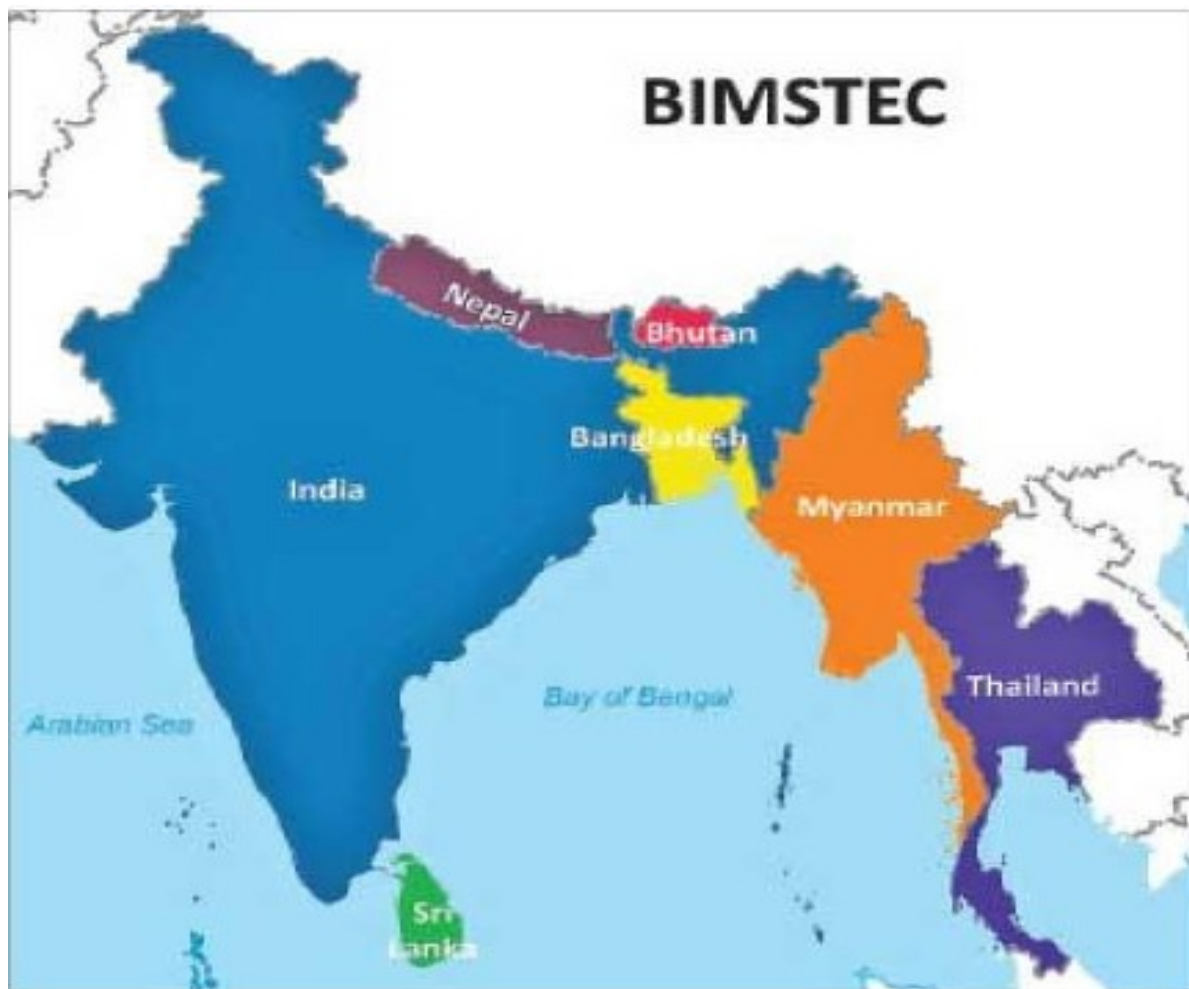 BIMSTEC
Nepal
Bhutan
Bangladesh
India
Myanmar
Thailand
Bay of Bengal
Arabian Sea
Sri
Lanka